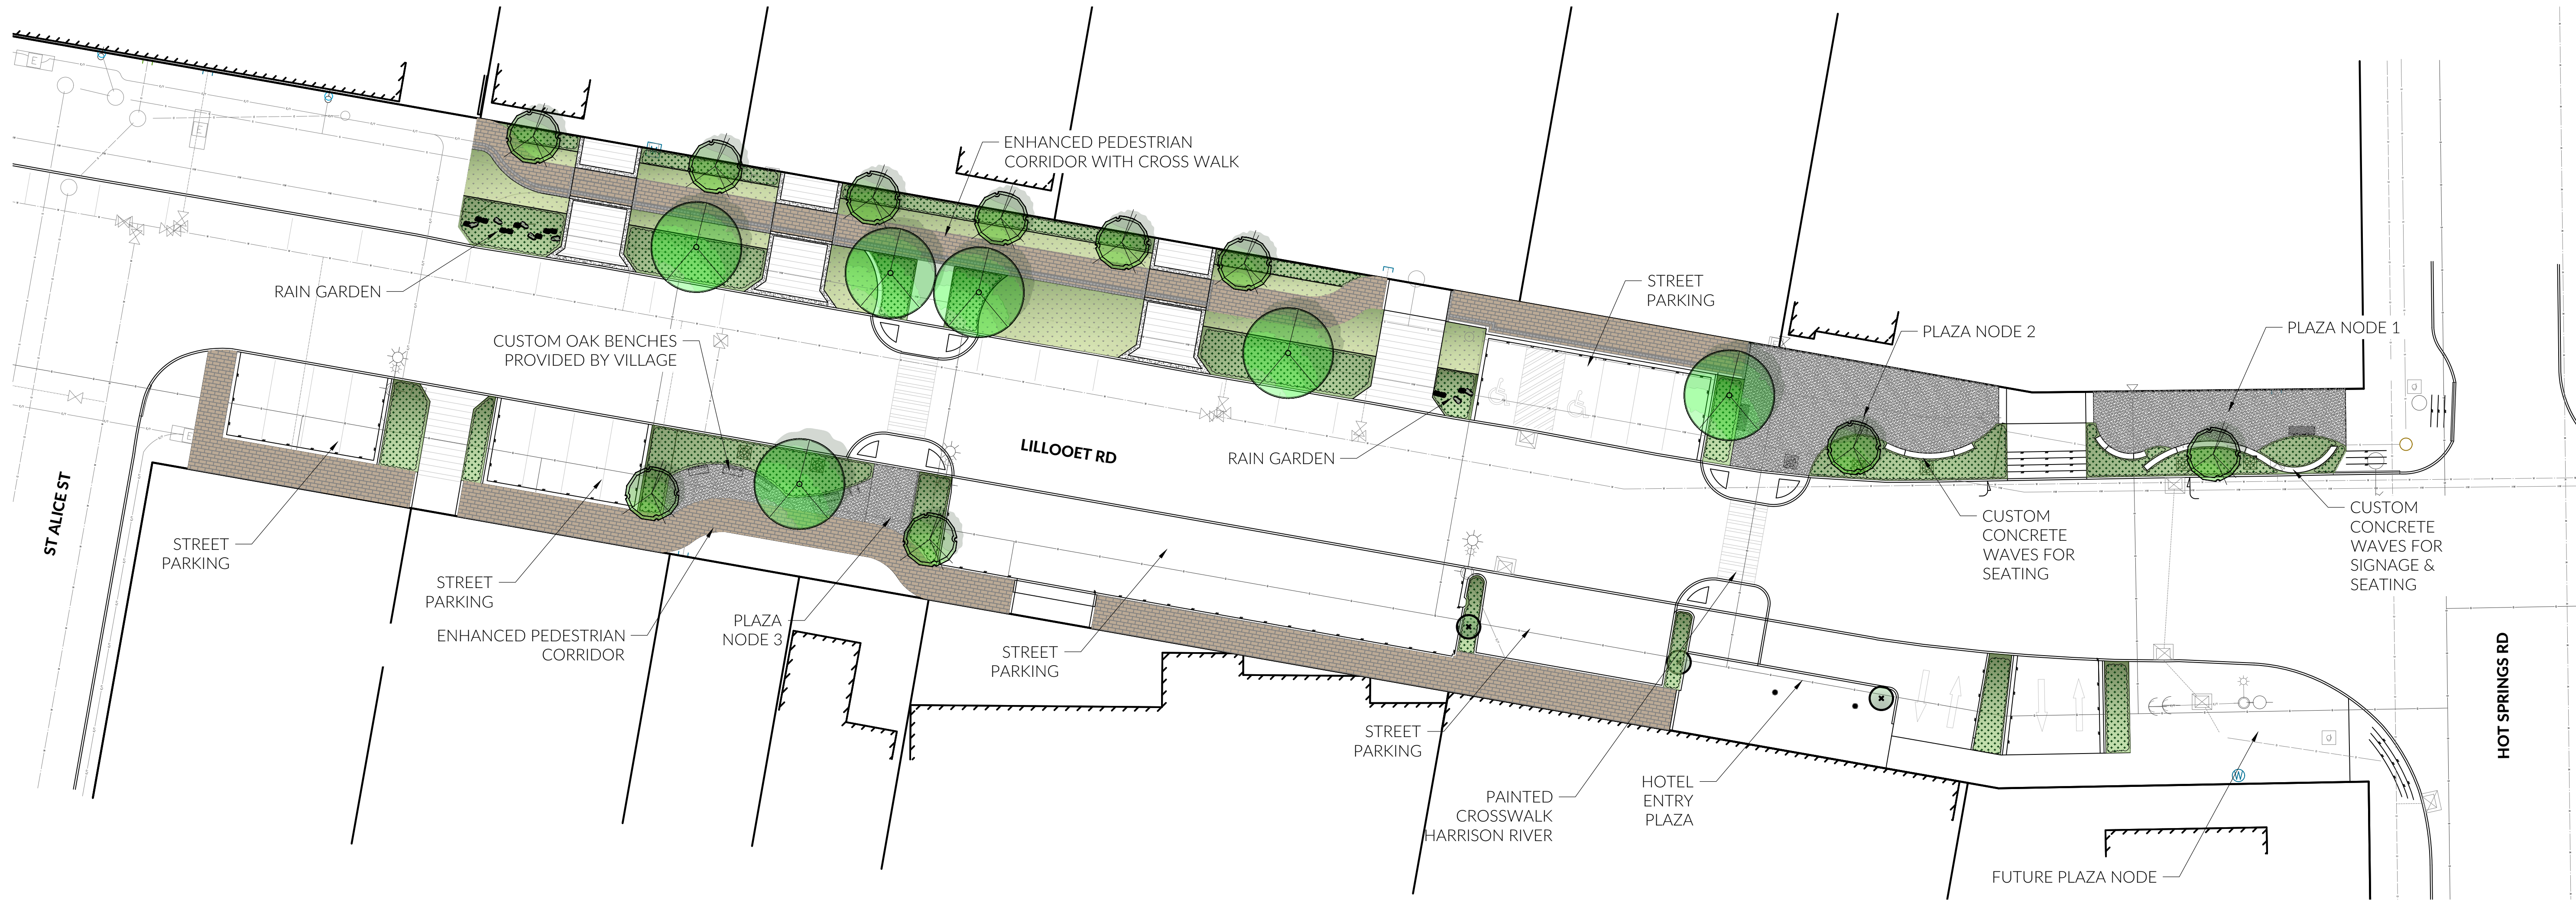 ENHANCED PEDESTRIAN
CORRIDOR WITH CROSS WALK
RAIN GARDEN
STREET
PARKING
PLAZA NODE 2
PLAZA NODE 1
CUSTOM OAK BENCHES
PROVIDED BY VILLAGE
LILLOOET RD
RAIN GARDEN
ST ALICE ST
STREET
PARKING
STREET
PARKING
ENHANCED PEDESTRIAN
CORRIDOR
PLAZA
NODE 3
STREET
PARKING
STREET
PARKING
PAINTED
CROSSWALK
HARRISON RIVER
HOTEL
ENTRY
PLAZA
CUSTOM
CONCRETE
WAVES FOR
SEATING
CUSTOM
CONCRETE
WAVES FOR
SIGNAGE &
SEATING
HOT SPRINGS RD
FUTURE PLAZA NODE
E
E
E
W